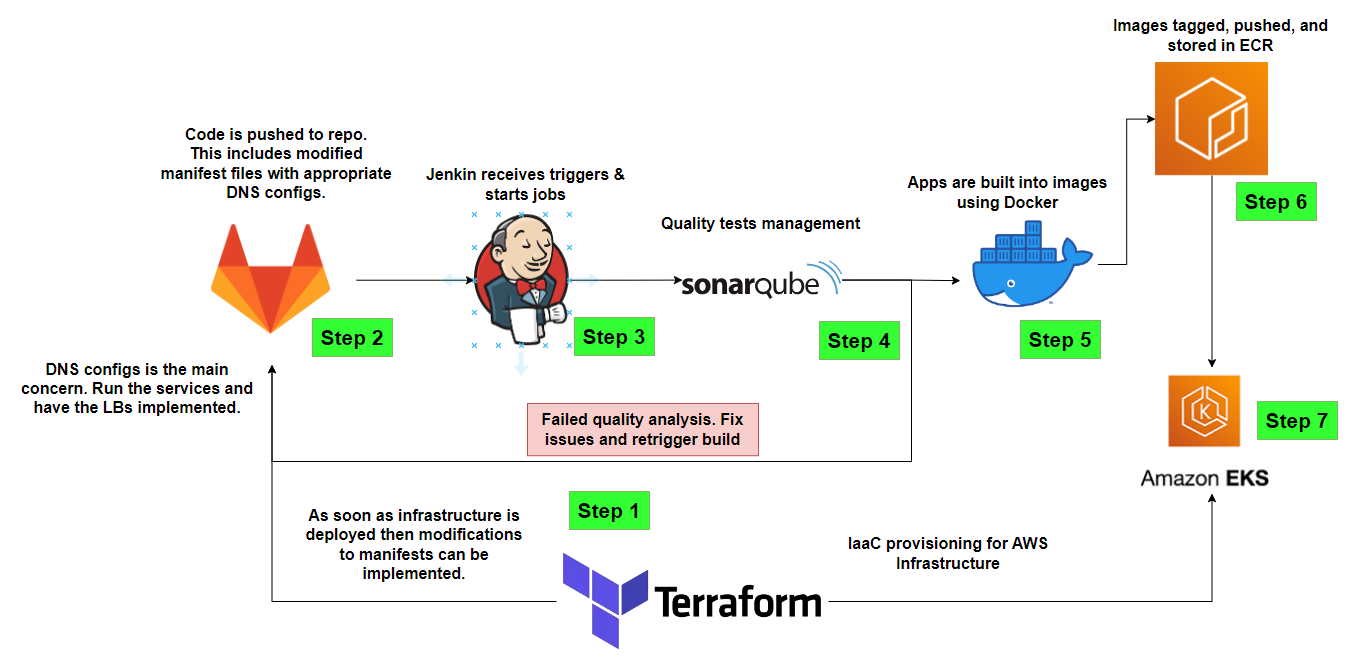 Images tagged, pushed, and
stored in ECR
Code is pushed to repo.
This includes modified
manifest files with appropriate
DNS configs.
Jenkin receives triggers &
starts jobs
Apps are built into images
using Docker
Step 6
Quality tests management
sonarqube
Step 2
Step 3
Step 4
Step 5
DNS configs is the main
concern. Run the services and
have the LBs implemented.
Failed quality analysis. Fix
issues and retrigger build
K
Step 7
Amazon EKS
Step 1
As soon as infrastructure is
deployed then modifications
to manifests can be
implemented.
IaaC provisioning for AWS
Infrastructure
Terraform